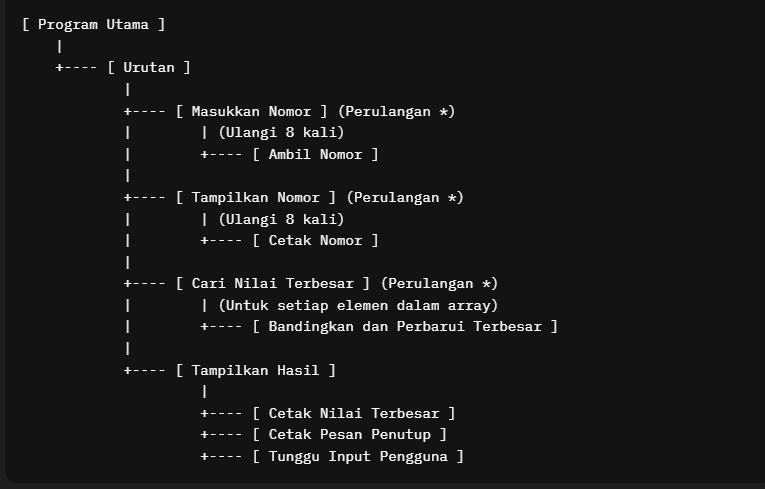 [ Program Utama ]
    |
    +---- [ Urutan ]
            |
            +---- [ Masukkan Nomor ] (Perulangan *)
            |        | (Ulangi 8 kali)
            |        +---- [ Ambil Nomor ]
            |
            +---- [ Tampilkan Nomor ] (Perulangan *)
            |        | (Ulangi 8 kali)
            |        +---- [ Cetak Nomor ]
            |
            +---- [ Cari Nilai Terbesar ] (Perulangan *)
            |        | (Untuk setiap elemen dalam array)
            |        +---- [ Bandingkan dan Perbarui Terbesar ]
            |
            +---- [ Tampilkan Hasil ]
                     |
                     +---- [ Cetak Nilai Terbesar ]
                     +---- [ Cetak Pesan Penutup ]
                     +---- [ Tunggu Input Pengguna ]